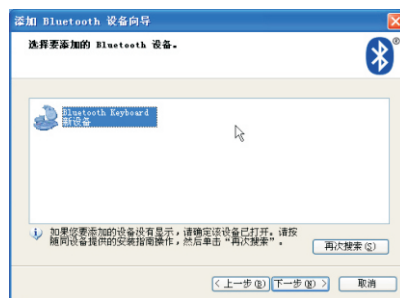 添加 Bluetooth 设备向导
选择要添加的 Bluetooth 设备。
Bluetooth Keyboard
新设备
如果您要添加的设备没有显示，请确定该设备已打开。请按
随同设备提供的安装指南操作，然后单击“再次搜索”。
再次搜索(S)
< 上一步(B) 下一步(N) > 取消